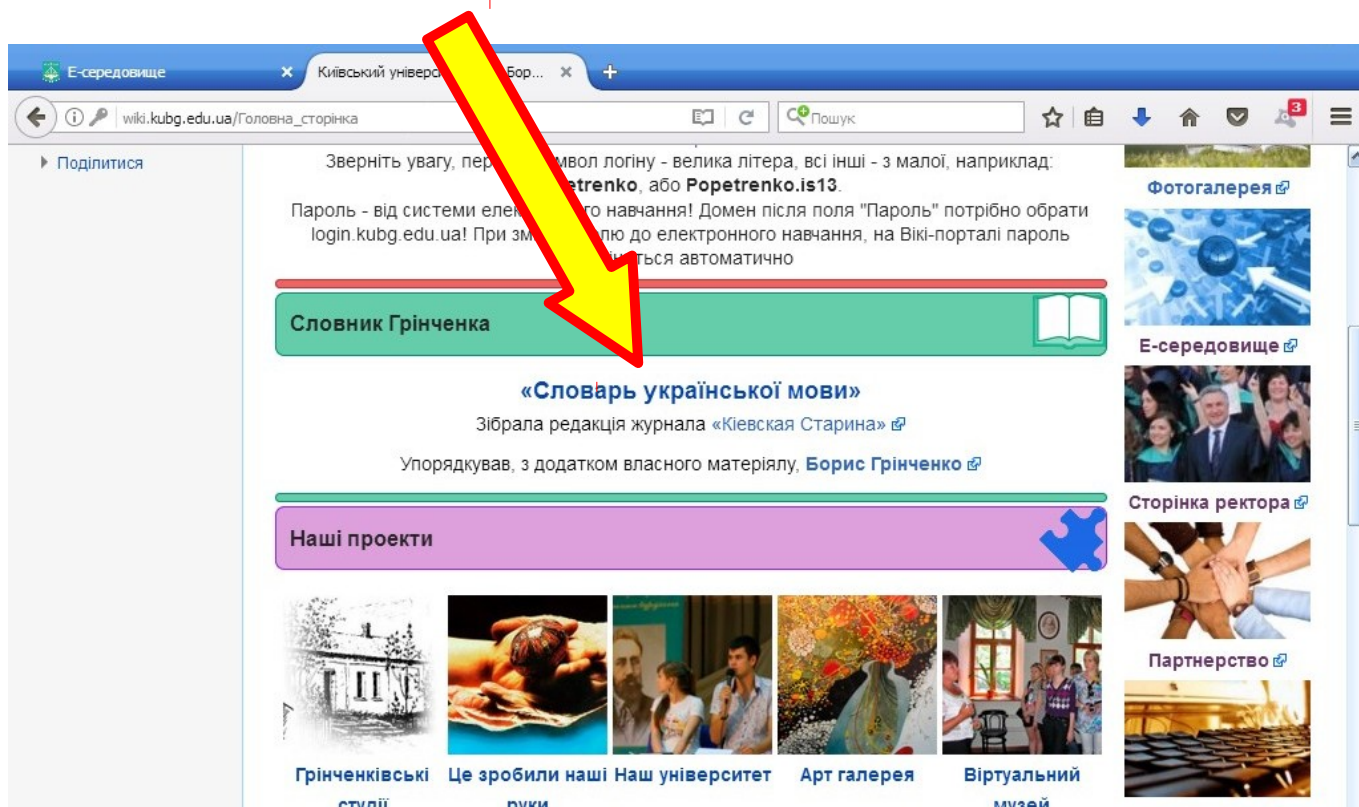 Е-середовище
Київський універс Бор...
wiki.kubg.edu.ua/Головна_сторінка
Пошук
3
Поділитися
Зверніть увагу, пер мвол логіну - велика літера, всі інші - з малої, наприклад:
etrenko, або Popetrenko.is13.
Пароль - від системи елек го навчання! Домен після поля "Пароль" потрібно обрати
login.kubg.edu.ua! При зм лю до електронного навчання, на Вікі-порталі пароль
ться автоматично
Словник Грінченка
«Словарь української мови»
Зібрала редакція журнала «Кіевская Старина»
Упорядкував, з додатком власного матеріялу, Борис Грінченко
Наші проекти
Грінченківські
студії
Це зробили наші
руки
Наш університет
Арт галерея
Віртуальний
музей
Фотогалерея
Е-середовище
Сторінка ректора
Партнерство